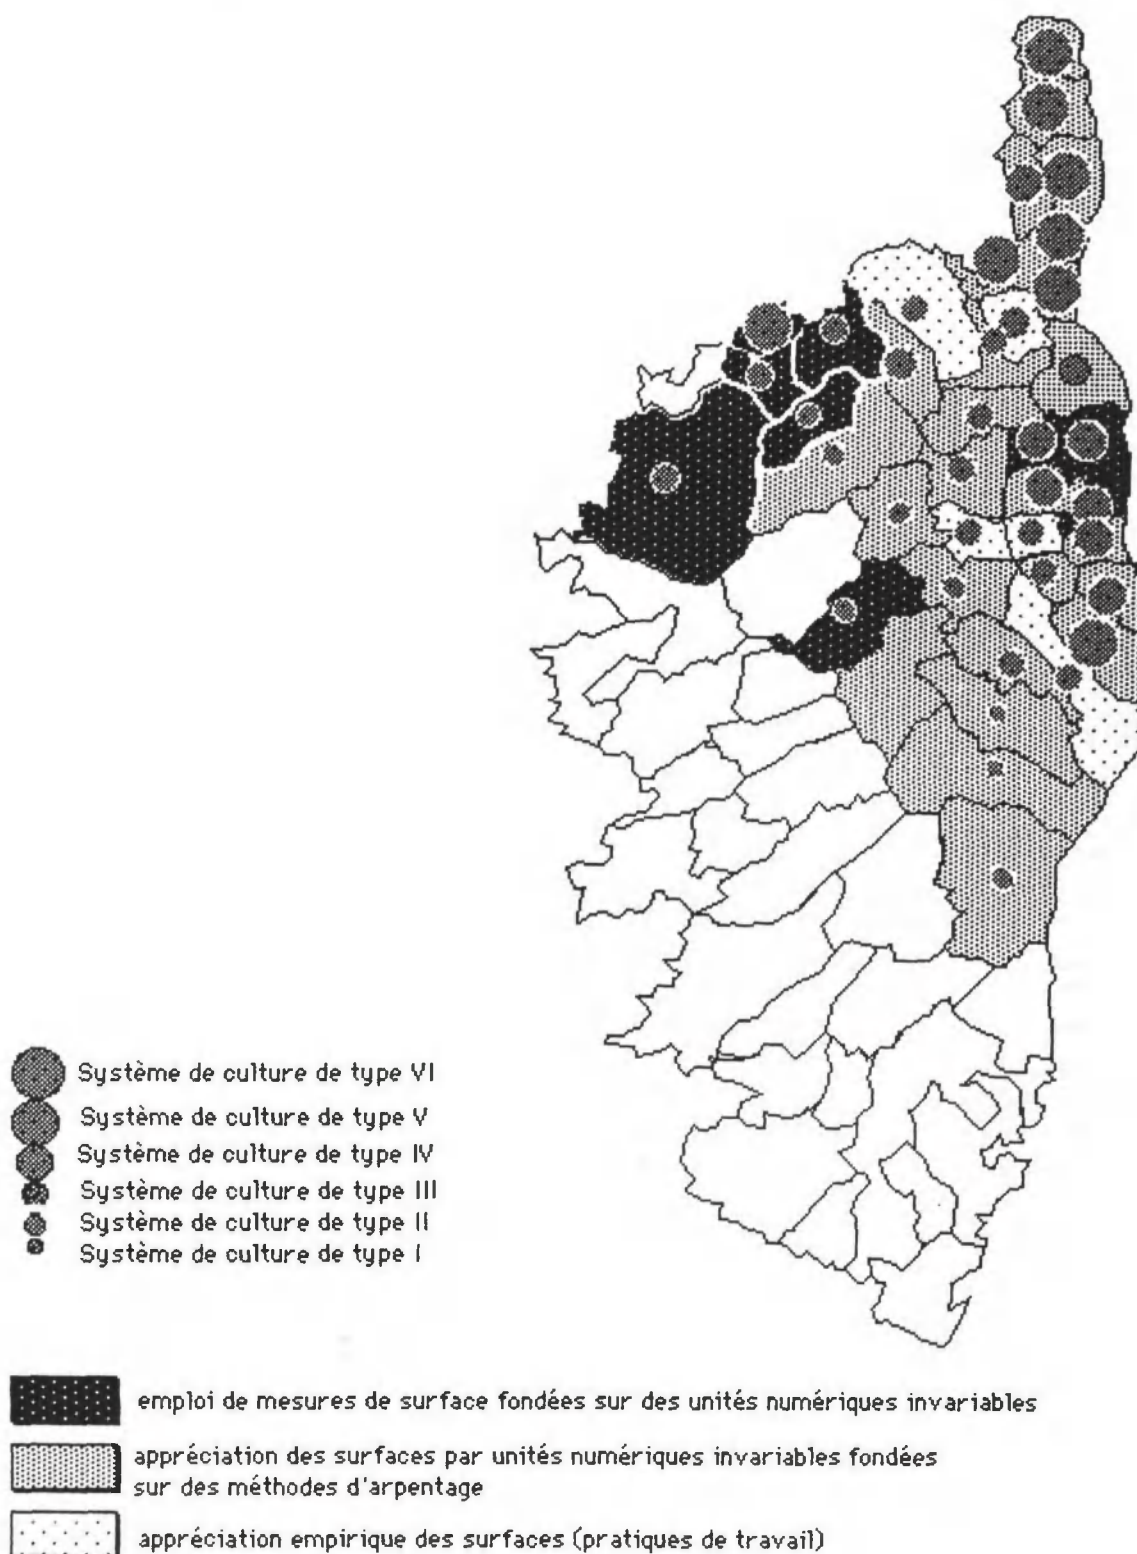 Système de culture de type VI
Système de culture de type V
Système de culture de type IV
Système de culture de type III
Système de culture de type II
Système de culture de type I
emploi de mesures de surface fondées sur des unités numériques invariables
appréciation des surfaces par unités numériques invariables fondées
sur des méthodes d'arpentage
appréciation empirique des surfaces (pratiques de travail)